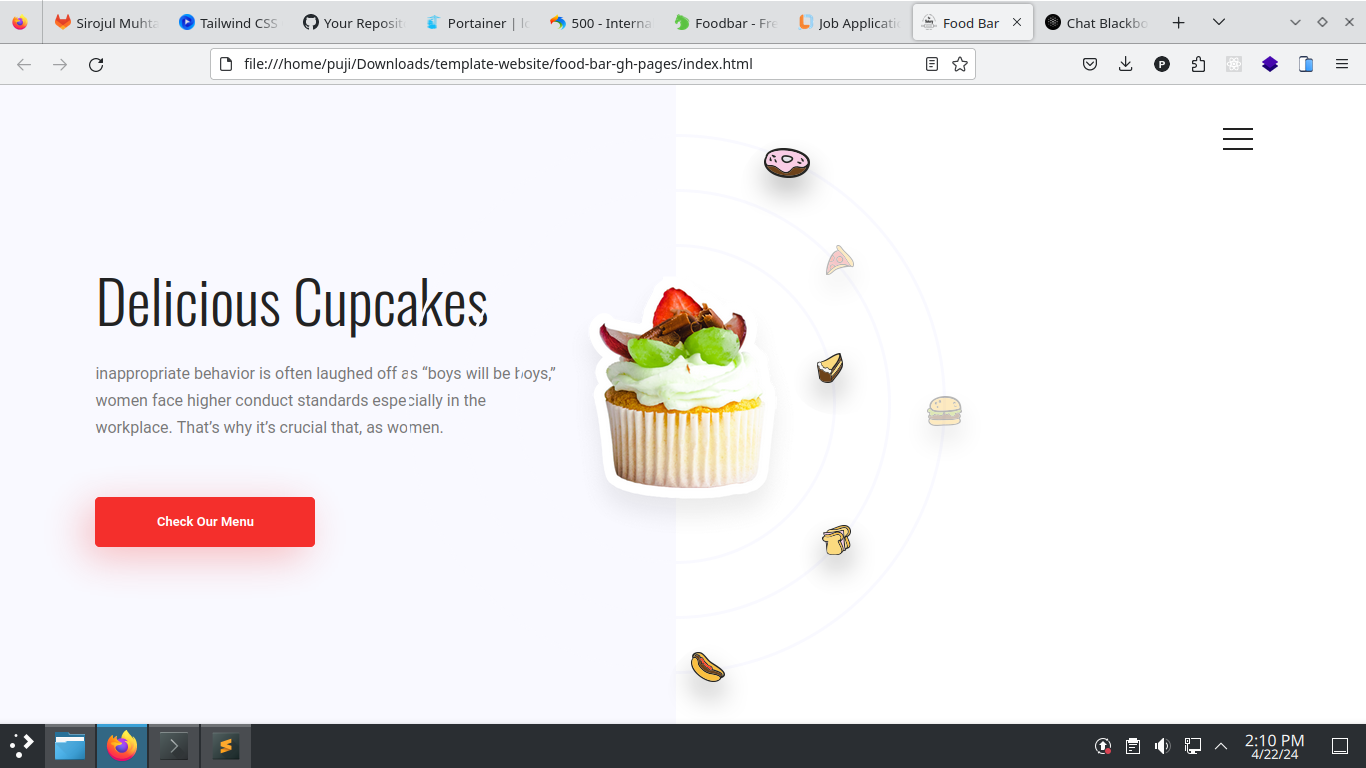 Sirojul Muhta
Tailwind CSS
Your Reposit
Portainer | l
500 - Interna
Foodbar - Fre
Job Applicati
Food Bar
Chat Blackbo
file:///home/puji/Downloads/template-website/food-bar-gh-pages/index.html
P
Delicious Cupcakes
inappropriate behavior is often laughed off as “boys will be boys,”
women face higher conduct standards especially in the
workplace. That’s why it’s crucial that, as women.
Check Our Menu
2:10 PM
4/22/24